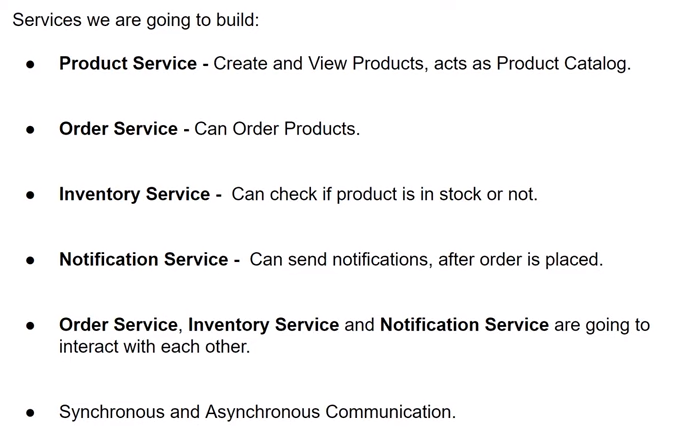 Services we are going to build:
● Product Service - Create and View Products, acts as Product Catalog.
● Order Service - Can Order Products.
● Inventory Service - Can check if product is in stock or not.
● Notification Service - Can send notifications, after order is placed.
● Order Service, Inventory Service and Notification Service are going to
interact with each other.
● Synchronous and Asynchronous Communication.